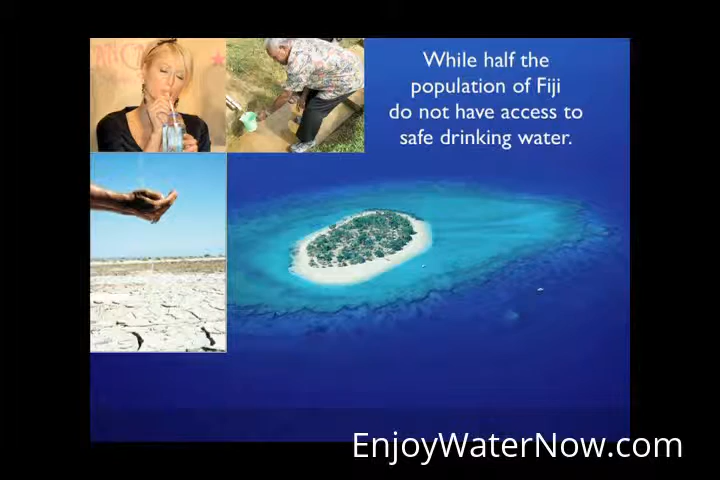 While half the
population of Fiji
do not have access to
safe drinking water.
EnjoyWaterNow.com